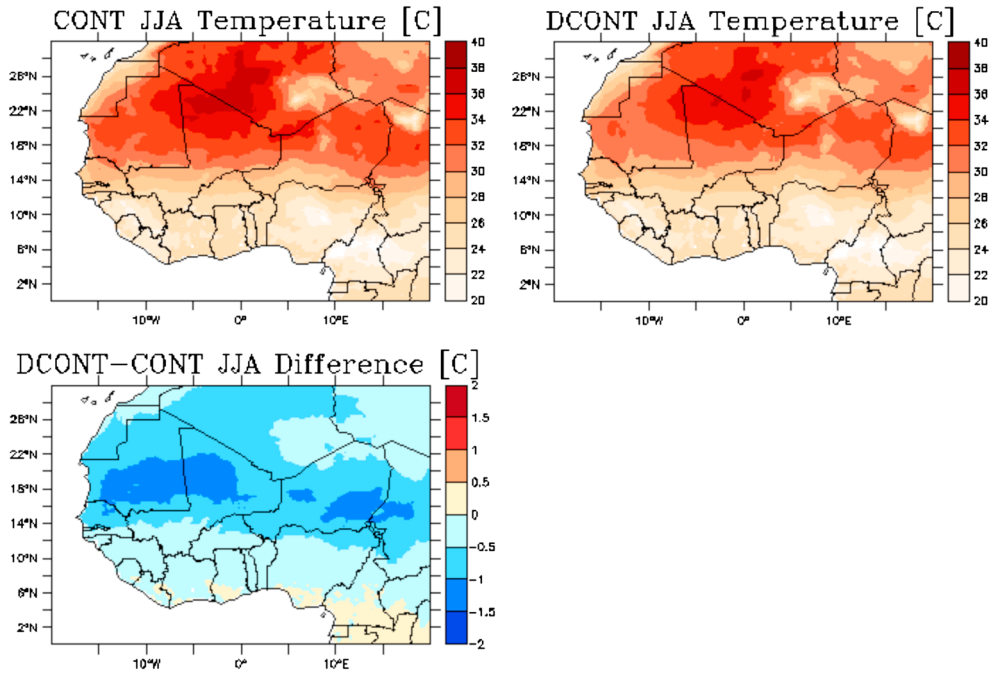 CONT JJA Temperature [C]
28°N
22°N
18°N
14°N
10°N
6°N
2°N
10°W
0°
10°E
40
38
36
34
32
30
28
26
24
22
20
DCONT JJA Temperature [C]
28°N
22°N
18°N
14°N
10°N
6°N
2°N
10°W
0°
10°E
40
38
36
34
32
30
28
26
24
22
20
DCONT−CONT JJA Difference [C]
28°N
22°N
18°N
14°N
10°N
6°N
2°N
10°W
0°
10°E
2
1.5
1
0.5
0
−0.5
−1
−1.5
−2